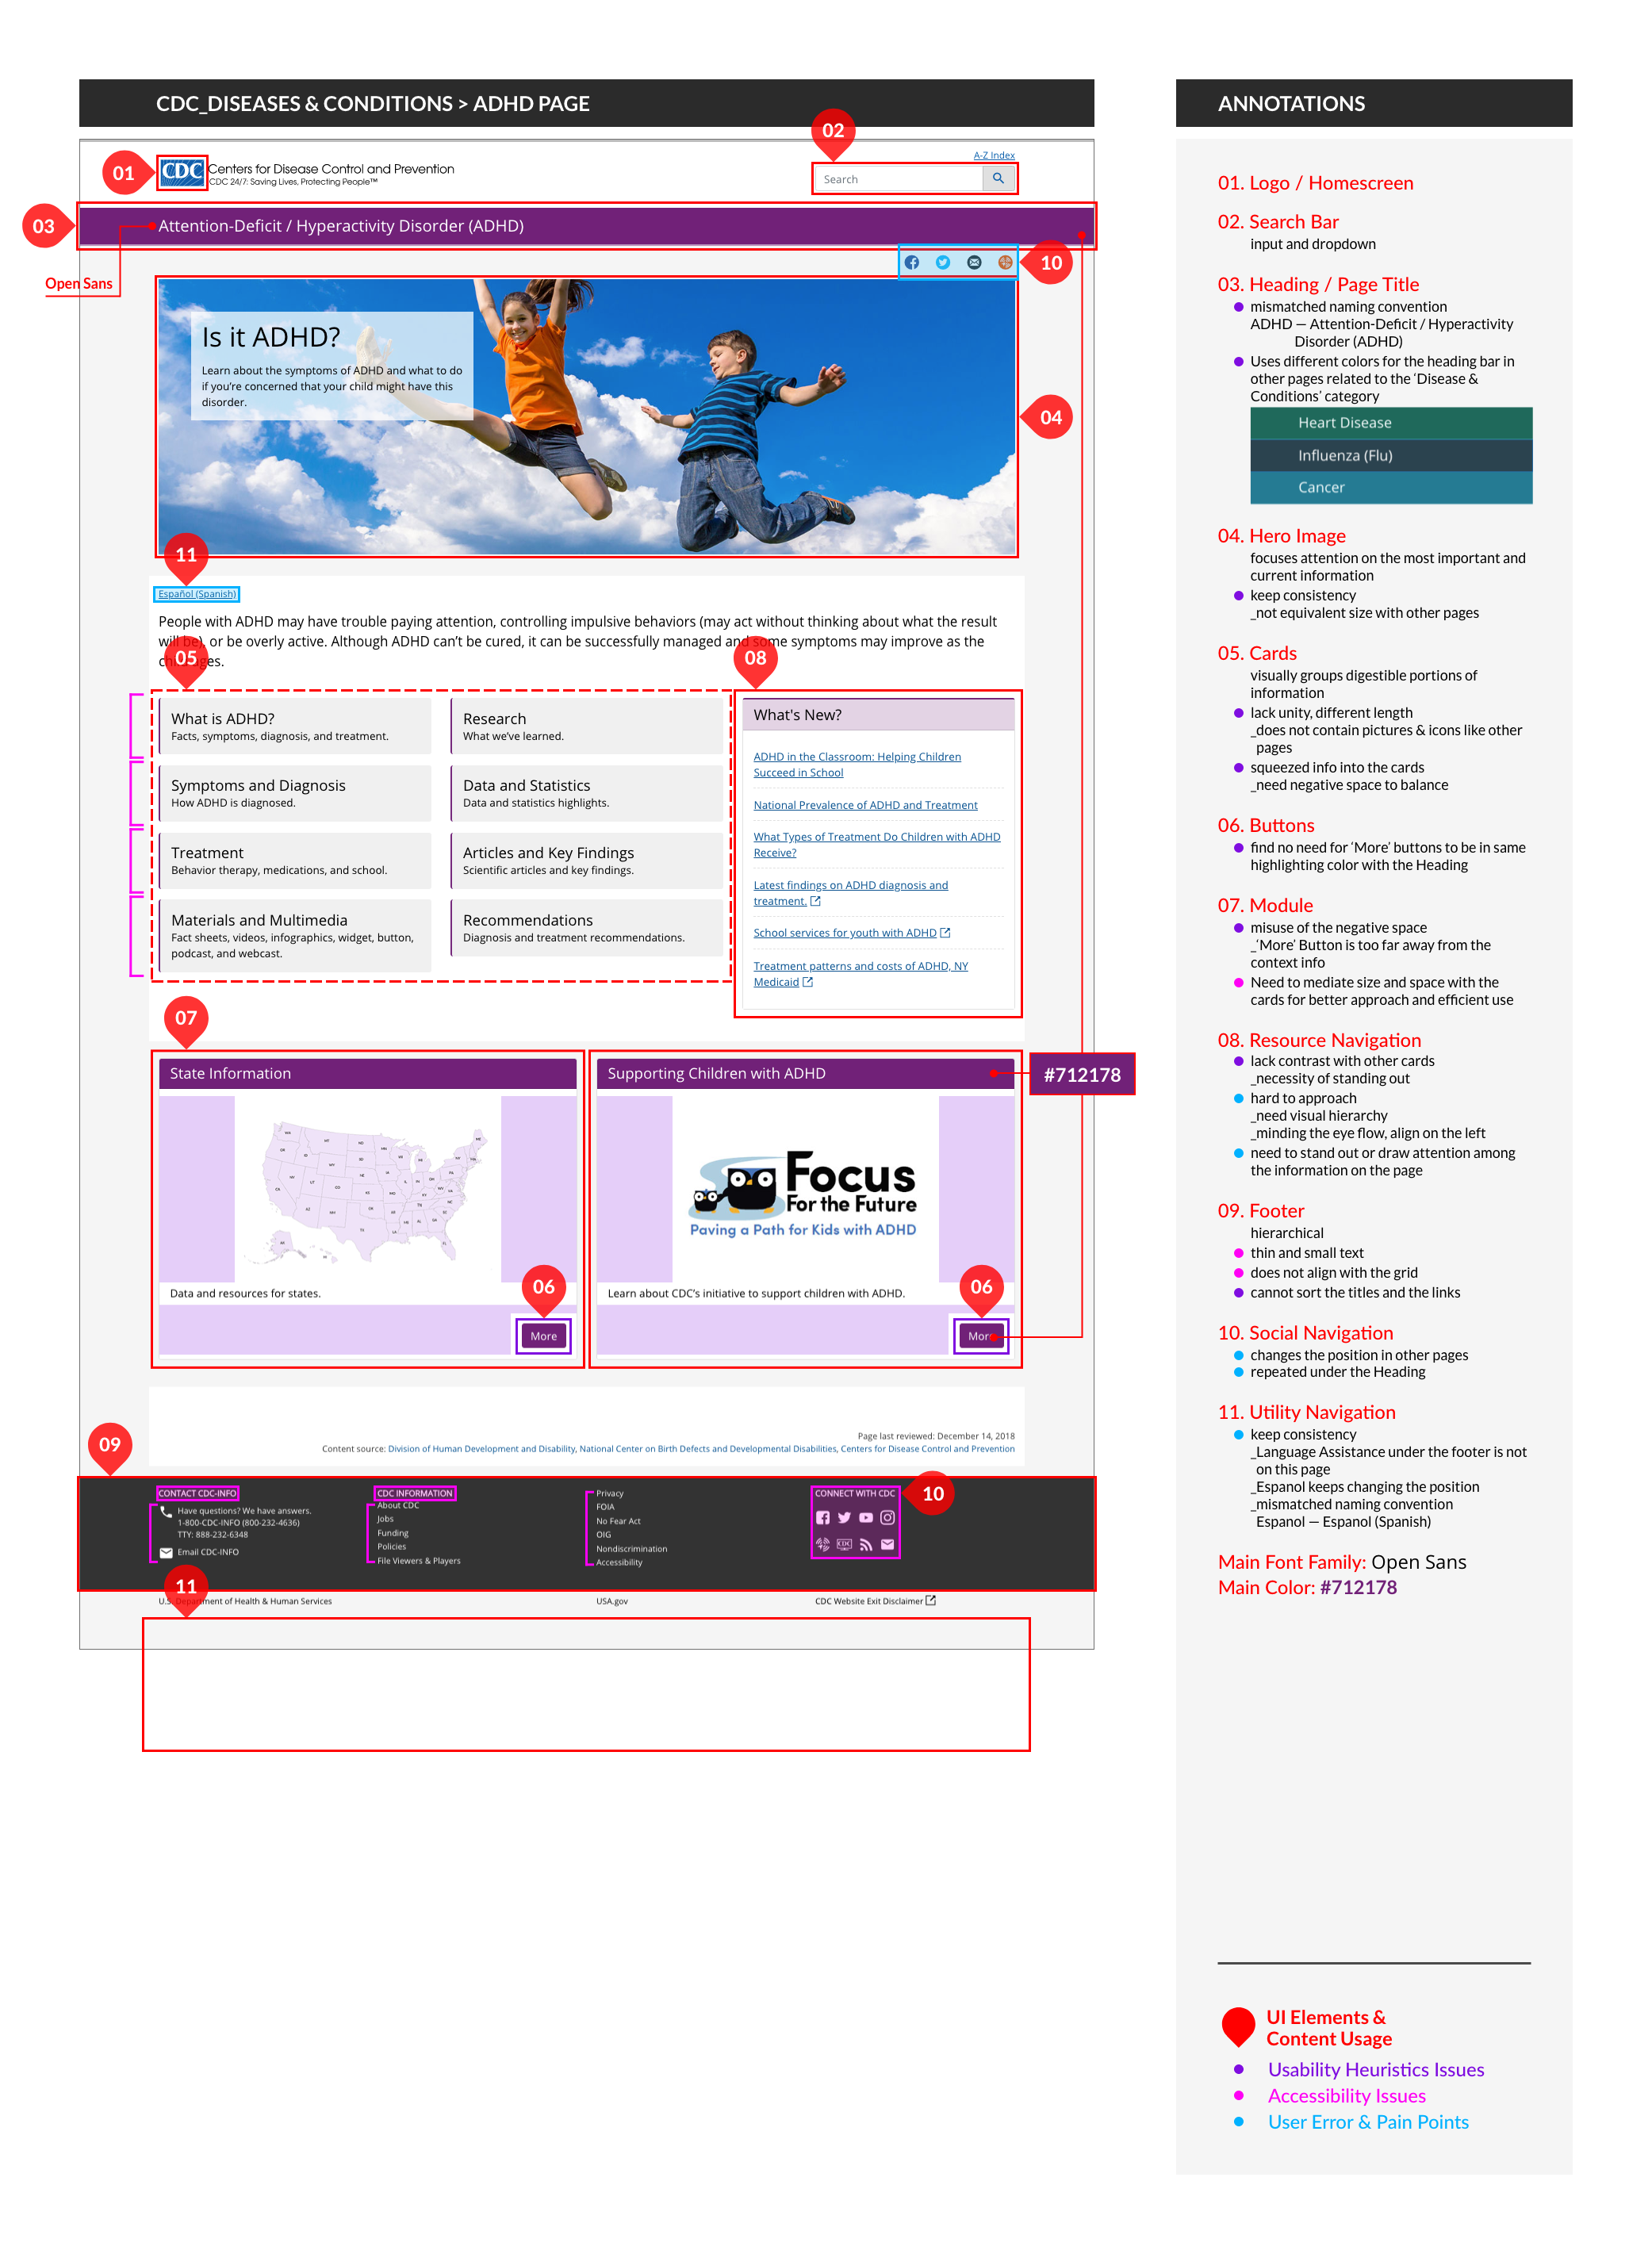 CDC_DISEASES & CONDITIONS > ADHD PAGE
02
A-Z Index
01
CDC
Centers for Disease Control and Prevention
CDC 24/7: Saving Lives, Protecting People™
Search
03
Attention-Deficit / Hyperactivity Disorder (ADHD)
10
Open Sans
Is it ADHD?
Learn about the symptoms of ADHD and what to do
if you're concerned that your child might have this
disorder.
04
11
Español (Spanish)
People with ADHD may have trouble paying attention, controlling impulsive behaviors (may act without thinking about what the result
will be), or be overly active. Although ADHD can't be cured, it can be successfully managed and some symptoms may improve as the
ages.
05
08
What is ADHD?
Facts, symptoms, diagnosis, and treatment.
Research
What we've learned.
Symptoms and Diagnosis
How ADHD is diagnosed.
Data and Statistics
Data and statistics highlights.
Treatment
Behavior therapy, medications, and school.
Articles and Key Findings
Scientific articles and key findings.
Materials and Multimedia
Fact sheets, videos, infographics, widget, button,
podcast, and webcast.
Recommendations
Diagnosis and treatment recommendations.
What's New?
ADHD in the Classroom: Helping Children
Succeed in School
National Prevalence of ADHD and Treatment
What Types of Treatment Do Children with ADHD
Receive?
Latest findings on ADHD diagnosis and
treatment.
School services for youth with ADHD
Treatment patterns and costs of ADHD, NY
Medicaid
07
State Information
Data and resources for states.
06
More
Supporting Children with ADHD
#712178
Focus
For the Future
Paving a Path for Kids with ADHD
Learn about CDC's initiative to support children with ADHD.
06
More
Page last reviewed: December 14, 2018
Content source: Division of Human Development and Disability, National Center on Birth Defects and Developmental Disabilities, Centers for Disease Control and Prevention
09
CONTACT CDC-INFO
Have questions? We have answers.
1-800-CDC-INFO (800-232-4636)
TTY: 888-232-6348
Email CDC-INFO
CDC INFORMATION
About CDC
Jobs
Funding
Policies
File Viewers & Players
Privacy
FOIA
No Fear Act
OIG
Nondiscrimination
Accessibility
CONNECT WITH CDC
10
11
U.S. Department of Health & Human Services
USA.gov
CDC Website Exit Disclaimer
ANNOTATIONS
01. Logo / Homescreen
02. Search Bar
input and dropdown
03. Heading / Page Title
mismatched naming convention
ADHD — Attention-Deficit / Hyperactivity
Disorder (ADHD)
Uses different colors for the heading bar in
other pages related to the 'Disease &
Conditions' category
Heart Disease
Influenza (Flu)
Cancer
04. Hero Image
focuses attention on the most important and
current information
keep consistency
_not equivalent size with other pages
05. Cards
visually groups digestible portions of
information
lack unity, different length
_does not contain pictures & icons like other
pages
squeezed info into the cards
_need negative space to balance
06. Buttons
find no need for 'More' buttons to be in same
highlighting color with the Heading
07. Module
misuse of the negative space
_'More' Button is too far away from the
context info
Need to mediate size and space with the
cards for better approach and efficient use
08. Resource Navigation
lack contrast with other cards
_necessity of standing out
hard to approach
_need visual hierarchy
_minding the eye flow, align on the left
need to stand out or draw attention among
the information on the page
09. Footer
hierarchical
thin and small text
does not align with the grid
cannot sort the titles and the links
10. Social Navigation
changes the position in other pages
repeated under the Heading
11. Utility Navigation
keep consistency
_Language Assistance under the footer is not
on this page
_Espanol keeps changing the position
_mismatched naming convention
Espanol — Espanol (Spanish)
Main Font Family: Open Sans
Main Color: #712178
UI Elements &
Content Usage
Usability Heuristics Issues
Accessibility Issues
User Error & Pain Points